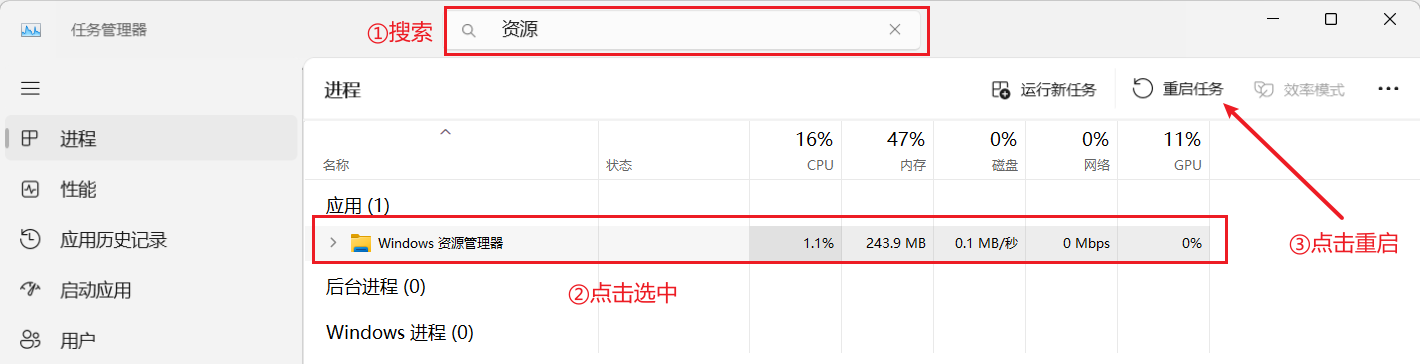 任务管理器
①搜索
资源
进程
运行新任务
重启任务
效率模式
进程
性能
应用历史记录
启动应用
用户
名称
状态
16%
CPU
47%
内存
0%
磁盘
0%
网络
11%
GPU
应用 (1)
Windows 资源管理器
1.1%
243.9 MB
0.1 MB/秒
0 Mbps
0%
③点击重启
后台进程 (0)
②点击选中
Windows 进程 (0)